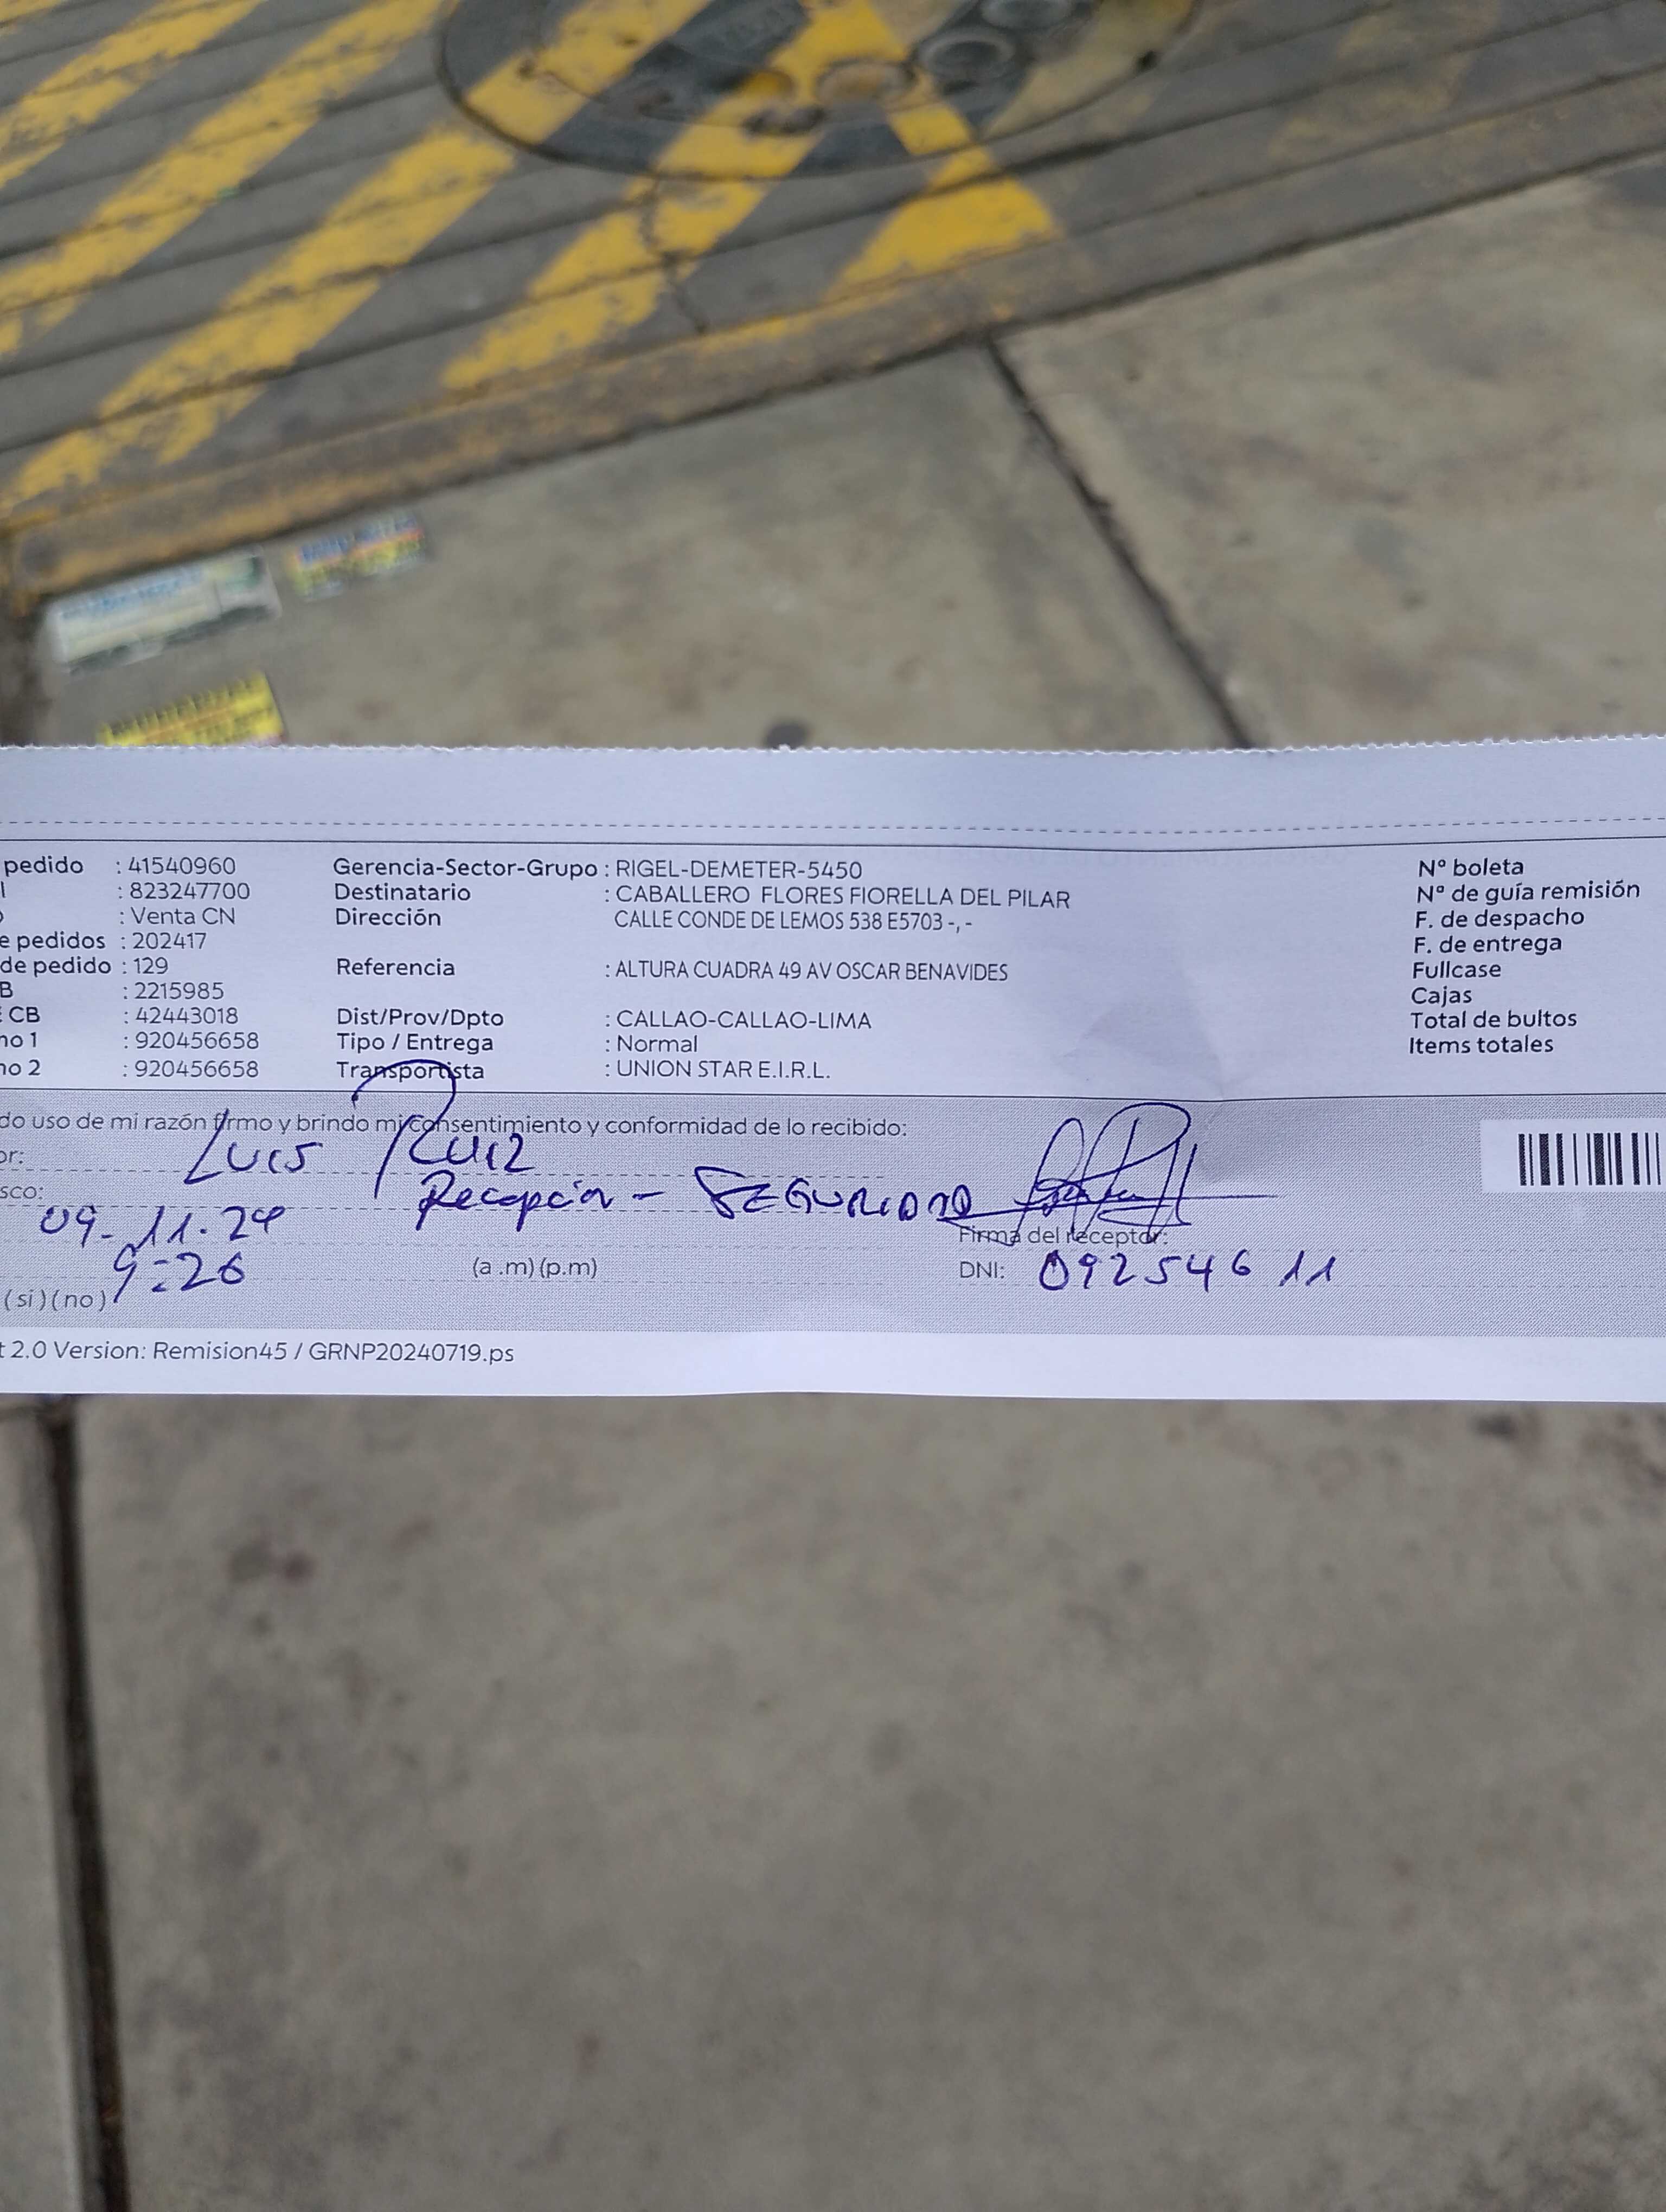 pedido : 41540960 Gerencia-Sector-Grupo : RIGEL-DEMETER-5450 Nº boleta
l : 823247700 Destinatario : CABALLERO FLORES FIORELLA DEL PILAR Nº de guía remisión
: Venta CN Dirección CALLE CONDE DE LEMOS 538 E5703 -, - F. de despacho
e pedidos : 202417 F. de entrega
de pedido : 129 Referencia : ALTURA CUADRA 49 AV OSCAR BENAVIDES Fullcase
B : 2215985 Cajas
CB : 42443018 Dist/Prov/Dpto : CALLAO-CALLAO-LIMA Total de bultos
no 1 : 920456658 Tipo / Entrega : Normal Items totales
no 2 : 920456658 Transportista : UNION STAR E.I.R.L.
do uso de mi razón firmo y brindo mi consentimiento y conformidad de lo recibido:
or: Luis Ruiz
sco: Recepción - SEGURIDAD
09-11-24 Firma del receptor:
9:26 (a .m) (p.m) DNI: 09254611
(si) (no)
t 2.0 Version: Remision45 / GRNP20240719.ps